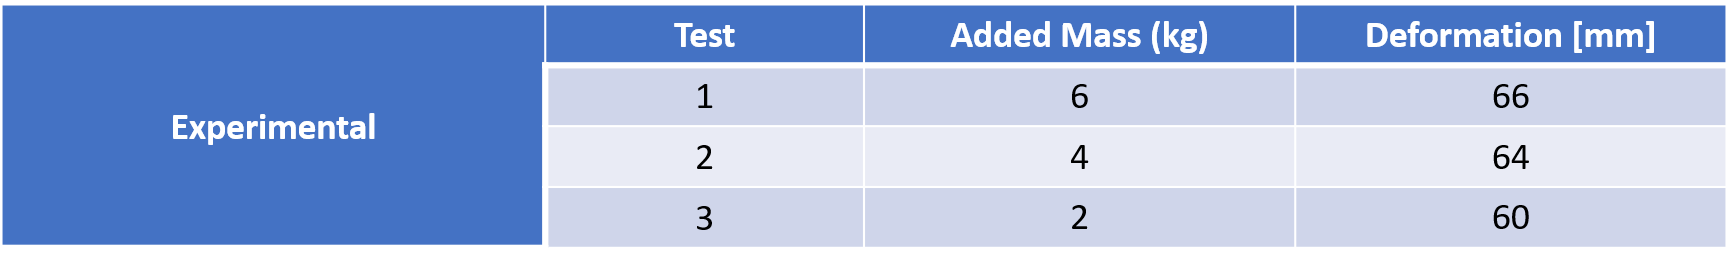 Test Added Mass (kg) Deformation [mm]
Experimental
1 6 66
2 4 64
3 2 60